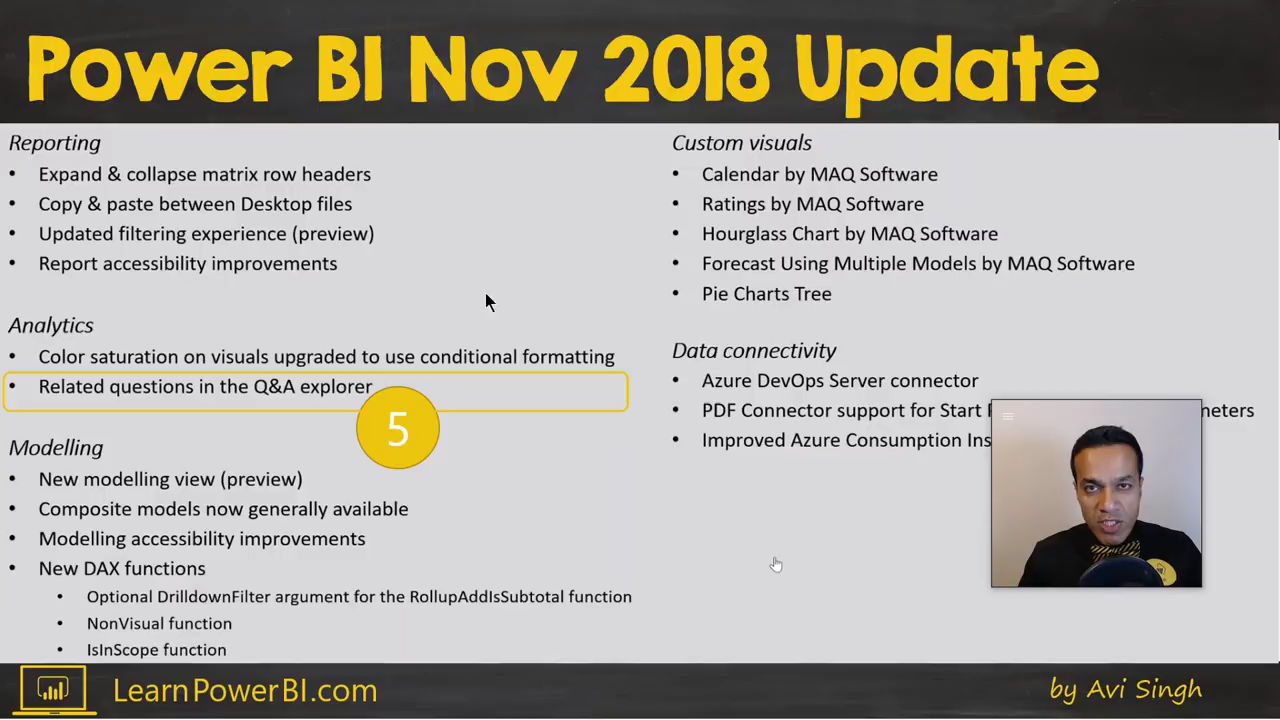 Power BI Nov 2018 Update
Reporting
• Expand & collapse matrix row headers
• Copy & paste between Desktop files
• Updated filtering experience (preview)
• Report accessibility improvements
Analytics
• Color saturation on visuals upgraded to use conditional formatting
• Related questions in the Q&A explorer
5
Modelling
• New modelling view (preview)
• Composite models now generally available
• Modelling accessibility improvements
• New DAX functions
• Optional DrilldownFilter argument for the RollupAddIsSubtotal function
• NonVisual function
• IsInScope function
Custom visuals
• Calendar by MAQ Software
• Ratings by MAQ Software
• Hourglass Chart by MAQ Software
• Forecast Using Multiple Models by MAQ Software
• Pie Charts Tree
Data connectivity
• Azure DevOps Server connector
• PDF Connector support for Start
• Improved Azure Consumption
LearnPowerBI.com
by Avi Singh